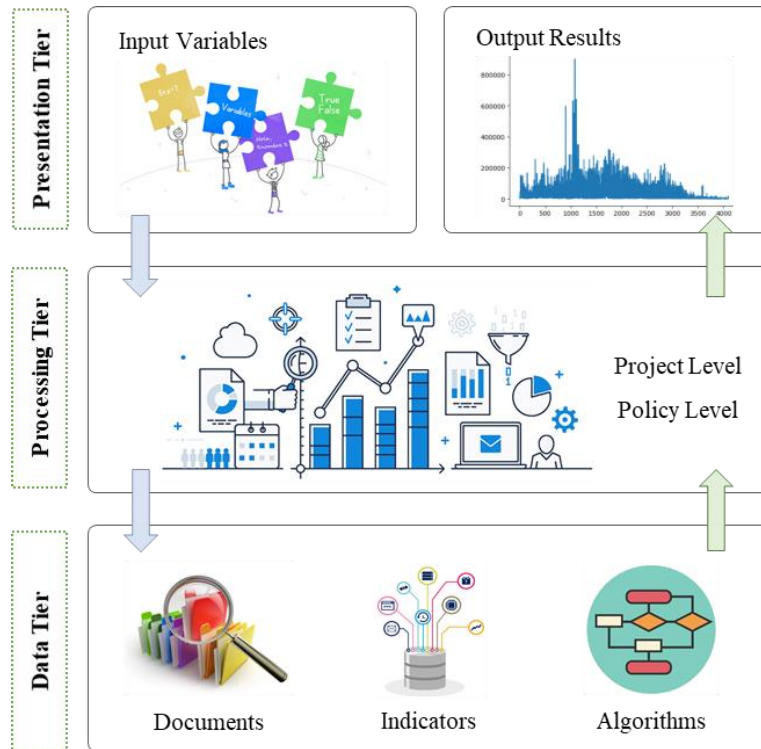 Presentation Tier
Input Variables
Variables
True
False
Output Results
800000
600000
400000
200000
0
0 500 1000 1500 2000 2500 3000 3500 4000
Processing Tier
Project Level
Policy Level
Data Tier
Documents
Indicators
Algorithms